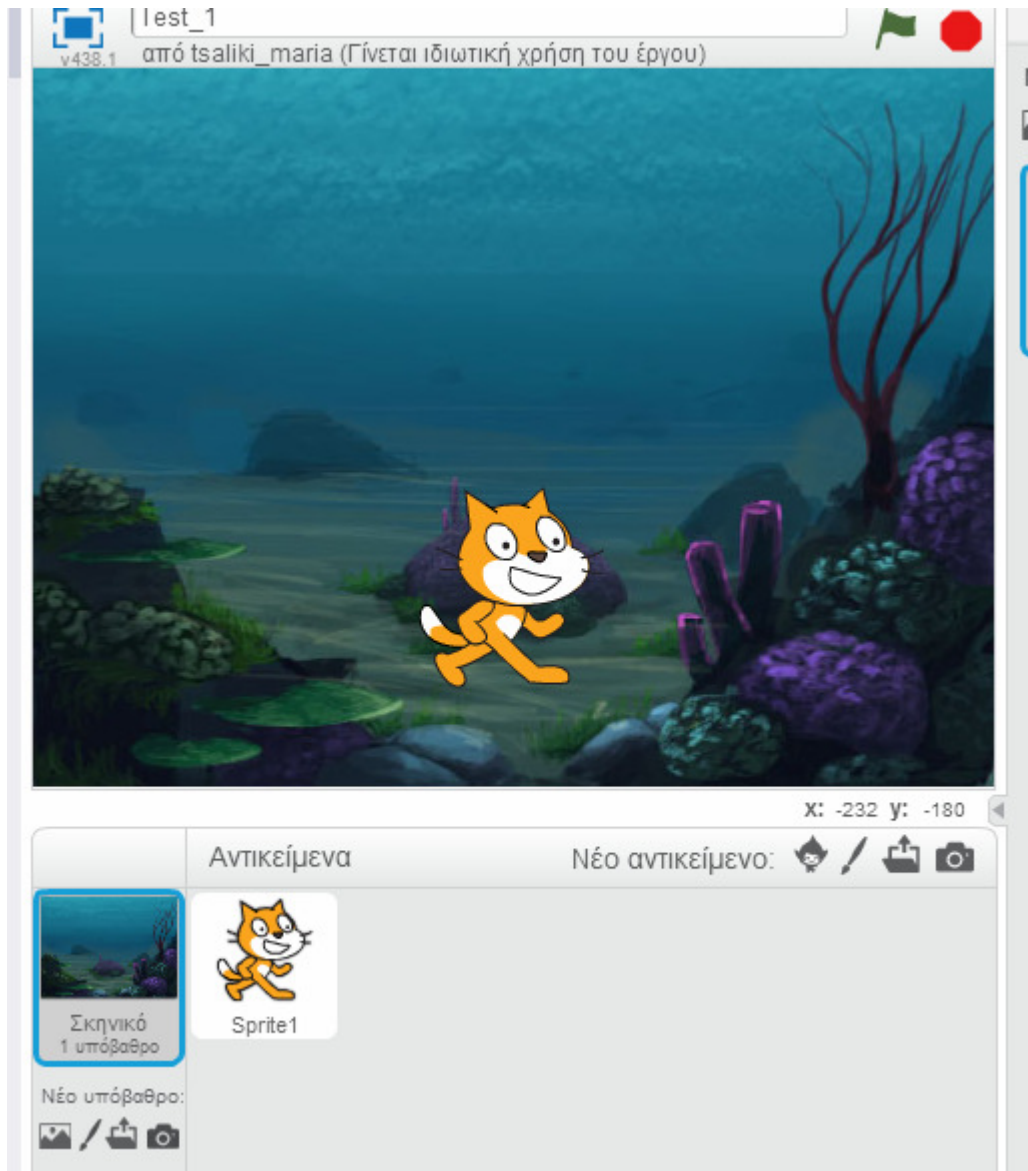 Test_1
v438.1
από tsaliki_maria (Γίνεται ιδιωτική χρήση του έργου)
x: -232 y: -180
Αντικείμενα
Νέο αντικείμενο:
Σκηνικό
1 υπόβαθρο
Sprite1
Νέο υπόβαθρο: